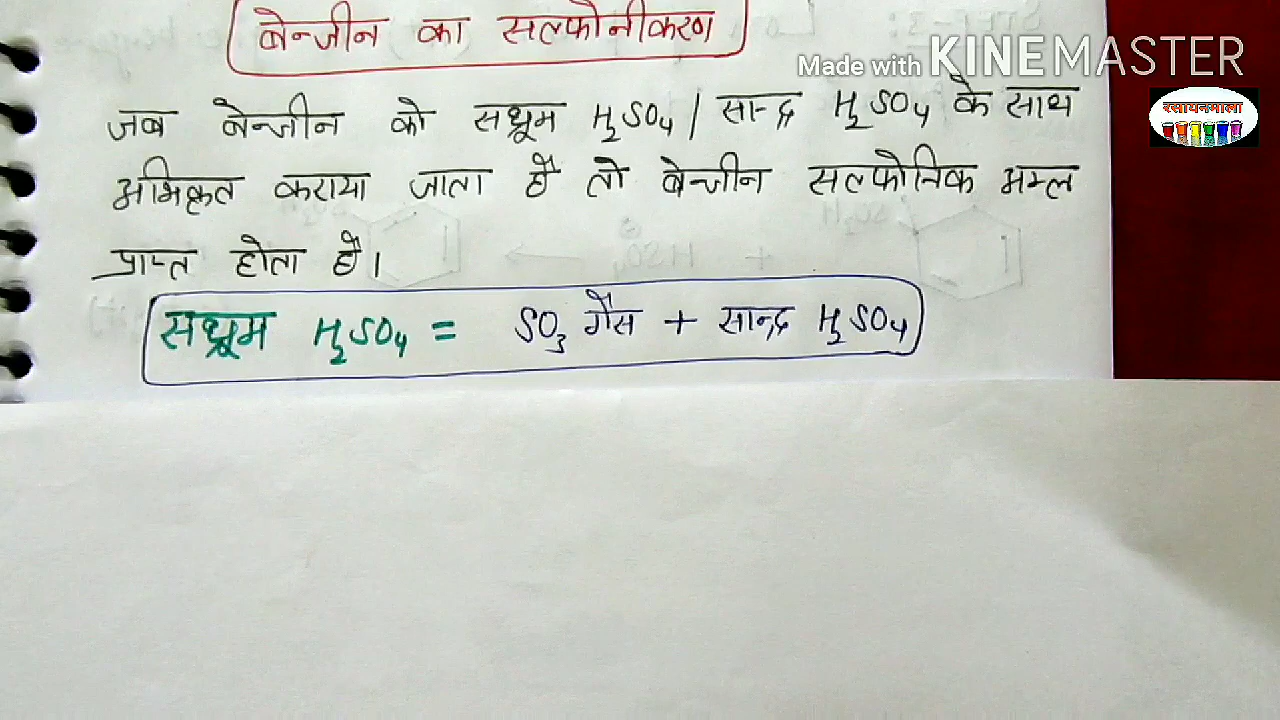 बेन्जीन का सल्फोनीकरण
Made with KINEMASTER
रसायनमाला
जब बेन्जीन को सधूम H₂SO₄ / सान्द्र H₂SO₄ के साथ
अभिकृत कराया जाता है तो बेन्जीन सल्फोनिक अम्ल
प्राप्त होता है।
सधूम H₂SO₄ = SO₃ गैस + सान्द्र H₂SO₄